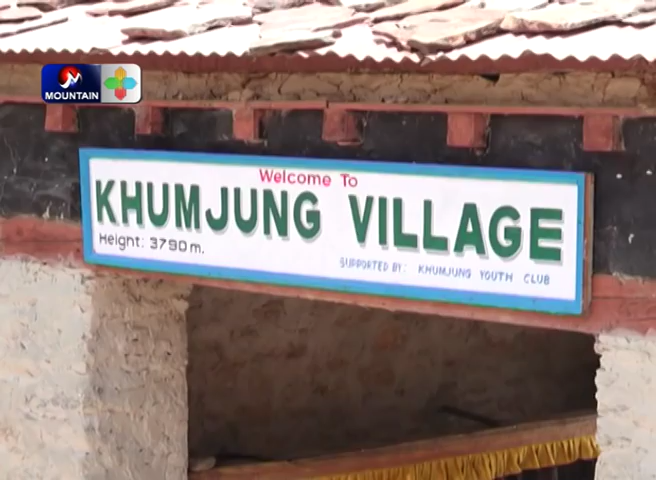 MOUNTAIN
Welcome To
KHUMJUNG VILLAGE
Height: 3790 m.
SUPPORTED BY: KHUMJUNG YOUTH CLUB